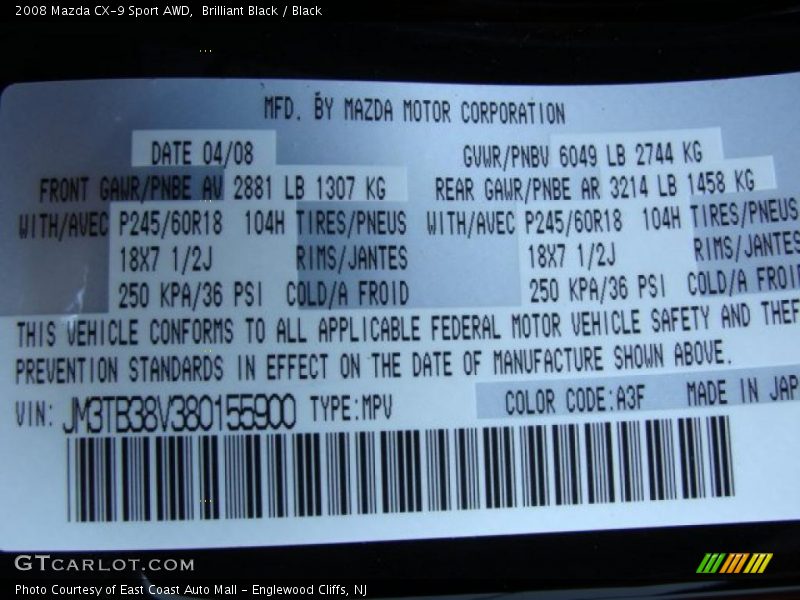 2008 Mazda CX-9 Sport AWD,  Brilliant Black / Black
MFD. BY MAZDA MOTOR CORPORATION
DATE 04/08 GVWR/PNBV 6049 LB 2744 KG
FRONT GAWR/PNBE AV 2881 LB 1307 KG REAR GAWR/PNBE AR 3214 LB 1458 KG
WITH/AVEC P245/60R18 104H TIRES/PNEUS WITH/AVEC P245/60R18 104H TIRES/PNEUS
18X7 1/2J RIMS/JANTES 18X7 1/2J RIMS/JANTES
250 KPA/36 PSI COLD/A FROID 250 KPA/36 PSI COLD/A FROI
THIS VEHICLE CONFORMS TO ALL APPLICABLE FEDERAL MOTOR VEHICLE SAFETY AND THEF
PREVENTION STANDARDS IN EFFECT ON THE DATE OF MANUFACTURE SHOWN ABOVE.
VIN: JM3TB38V380155900 TYPE:MPV COLOR CODE:A3F MADE IN JAP
GTCARLOT.COM
Photo Courtesy of East Coast Auto Mall - Englewood Cliffs, NJ